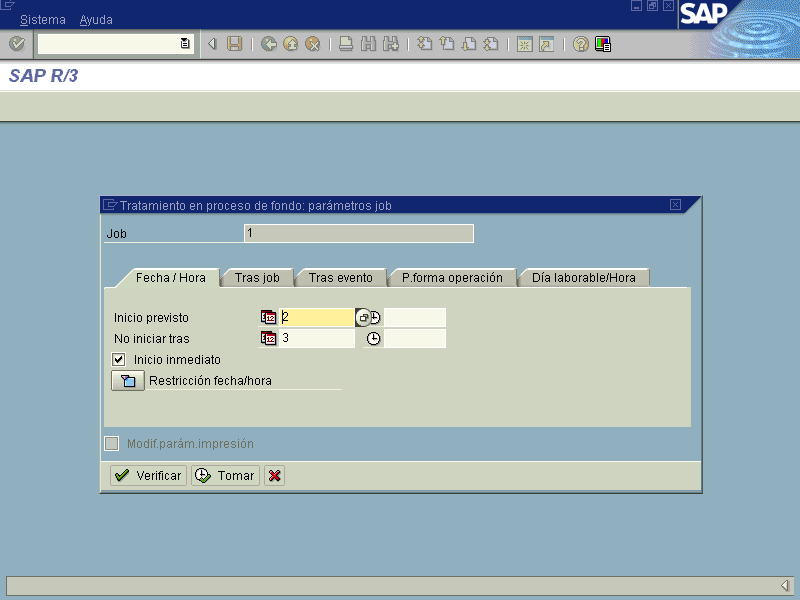 Sistema Ayuda
SAP
SAP R/3
Tratamiento en proceso de fondo: parámetros job
Job 1
Fecha / Hora Tras job Tras evento P.forma operación Día laborable/Hora
Inicio previsto 12 2
No iniciar tras 12 3
Inicio inmediato
Restricción fecha/hora
Modif.parám.impresión
Verificar Tomar